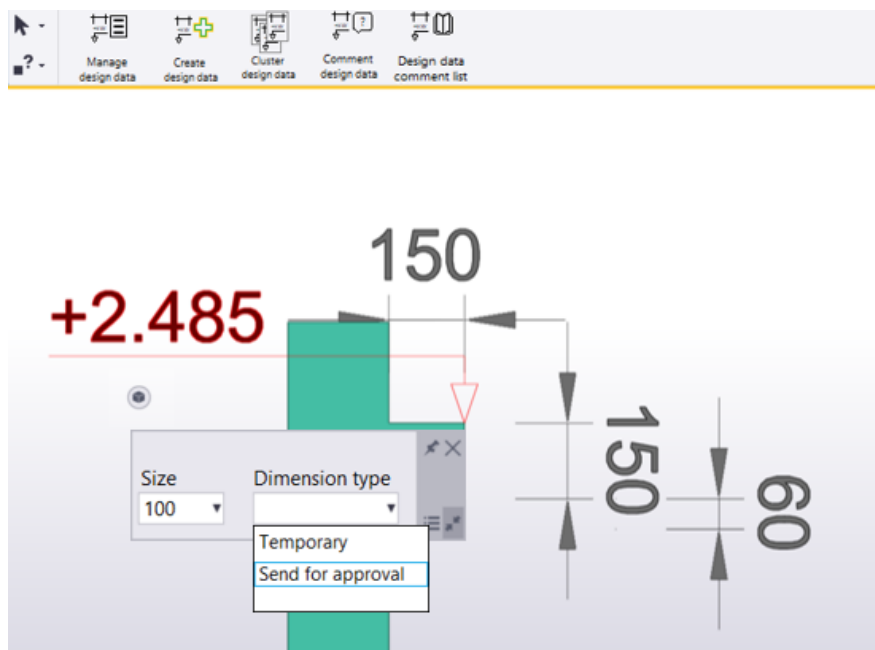 ?
Manage
design data
Create
design data
Cluster
design data
?
Comment
design data
Design data
comment list
150
+2.485
150
60
Size
Dimension type
100
Temporary
Send for approval